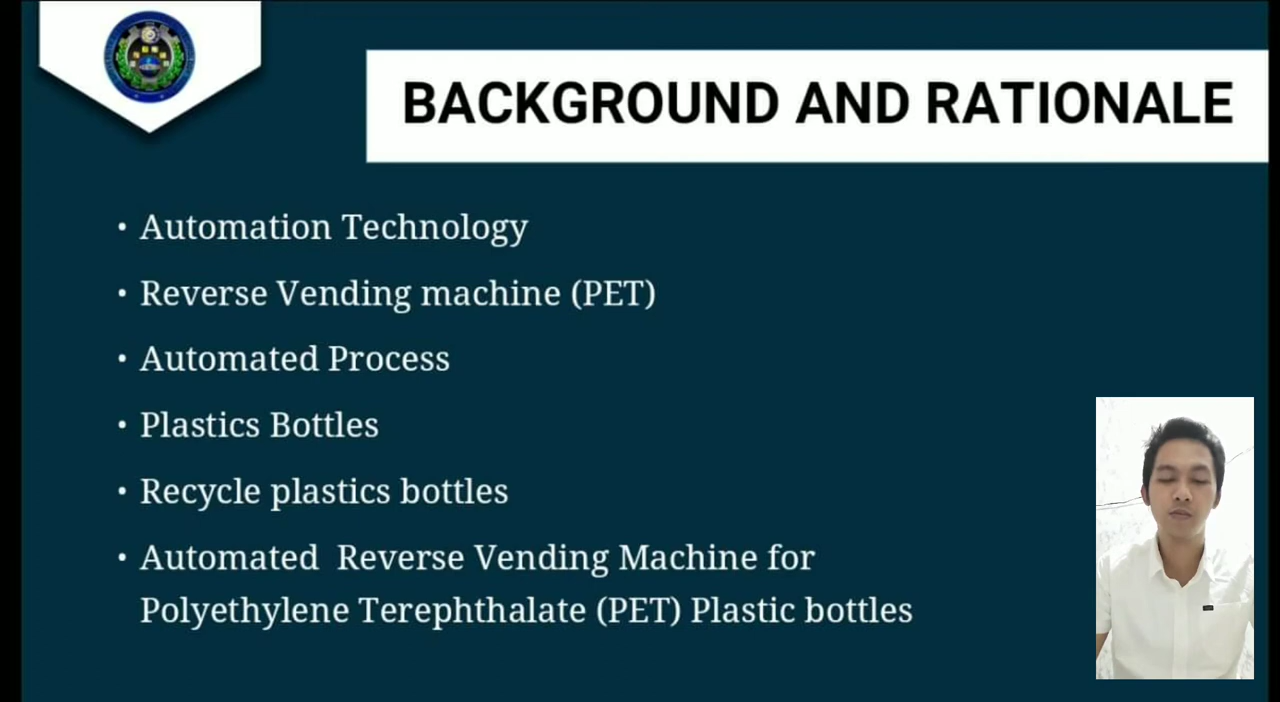 BACKGROUND AND RATIONALE
• Automation Technology
• Reverse Vending machine (PET)
• Automated Process
• Plastics Bottles
• Recycle plastics bottles
• Automated  Reverse Vending Machine for
Polyethylene Terephthalate (PET) Plastic bottles